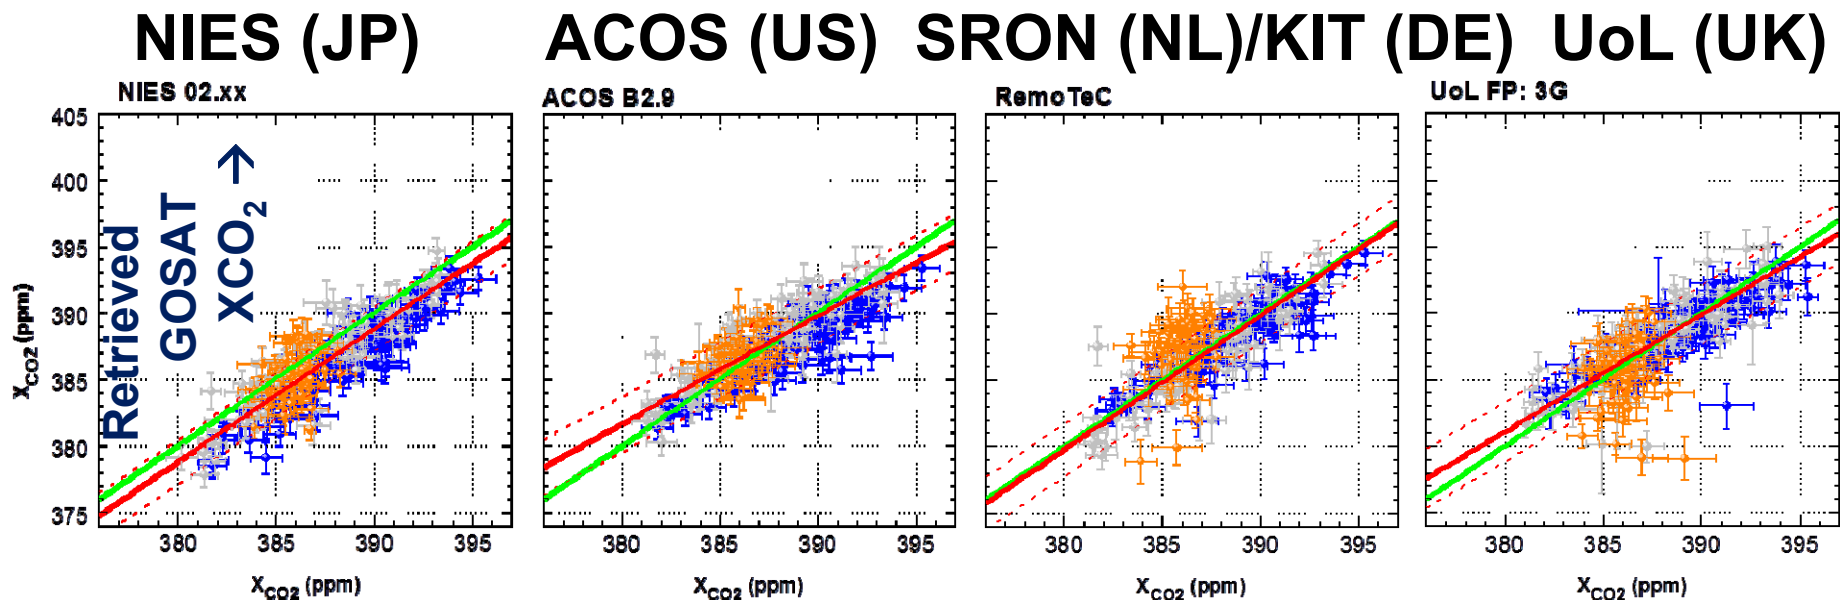 NIES (JP) ACOS (US) SRON (NL)/KIT (DE) UoL (UK)
NIES 02.xx ACOS B2.9 RemoTeC UoL FP: 3G
Retrieved
GOSAT
XCO2 →
X CO2 (ppm)
405
400
395
390
385
380
375
380 385 390 395 380 385 390 395 380 385 390 395 380 385 390 395
XCO2 (ppm) XCO2 (ppm) XCO2 (ppm) XCO2 (ppm)